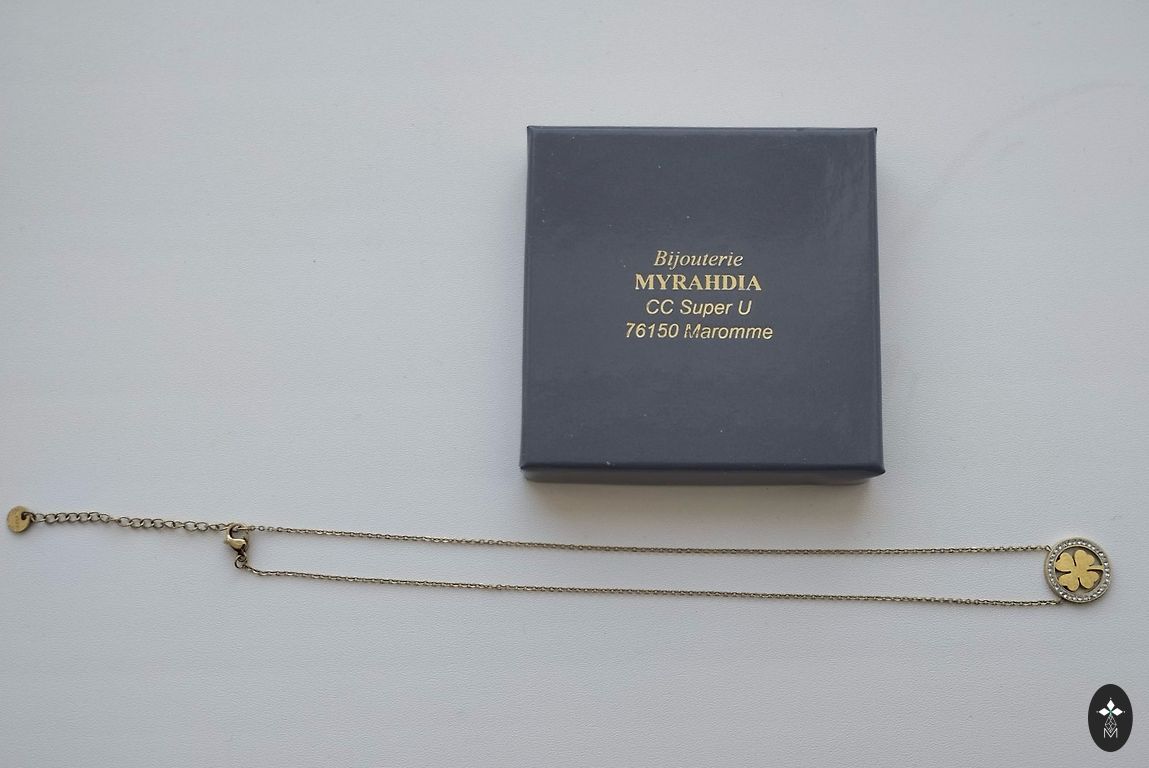 Bijouterie
MYRAHDIA
CC Super U
76150 Maromme